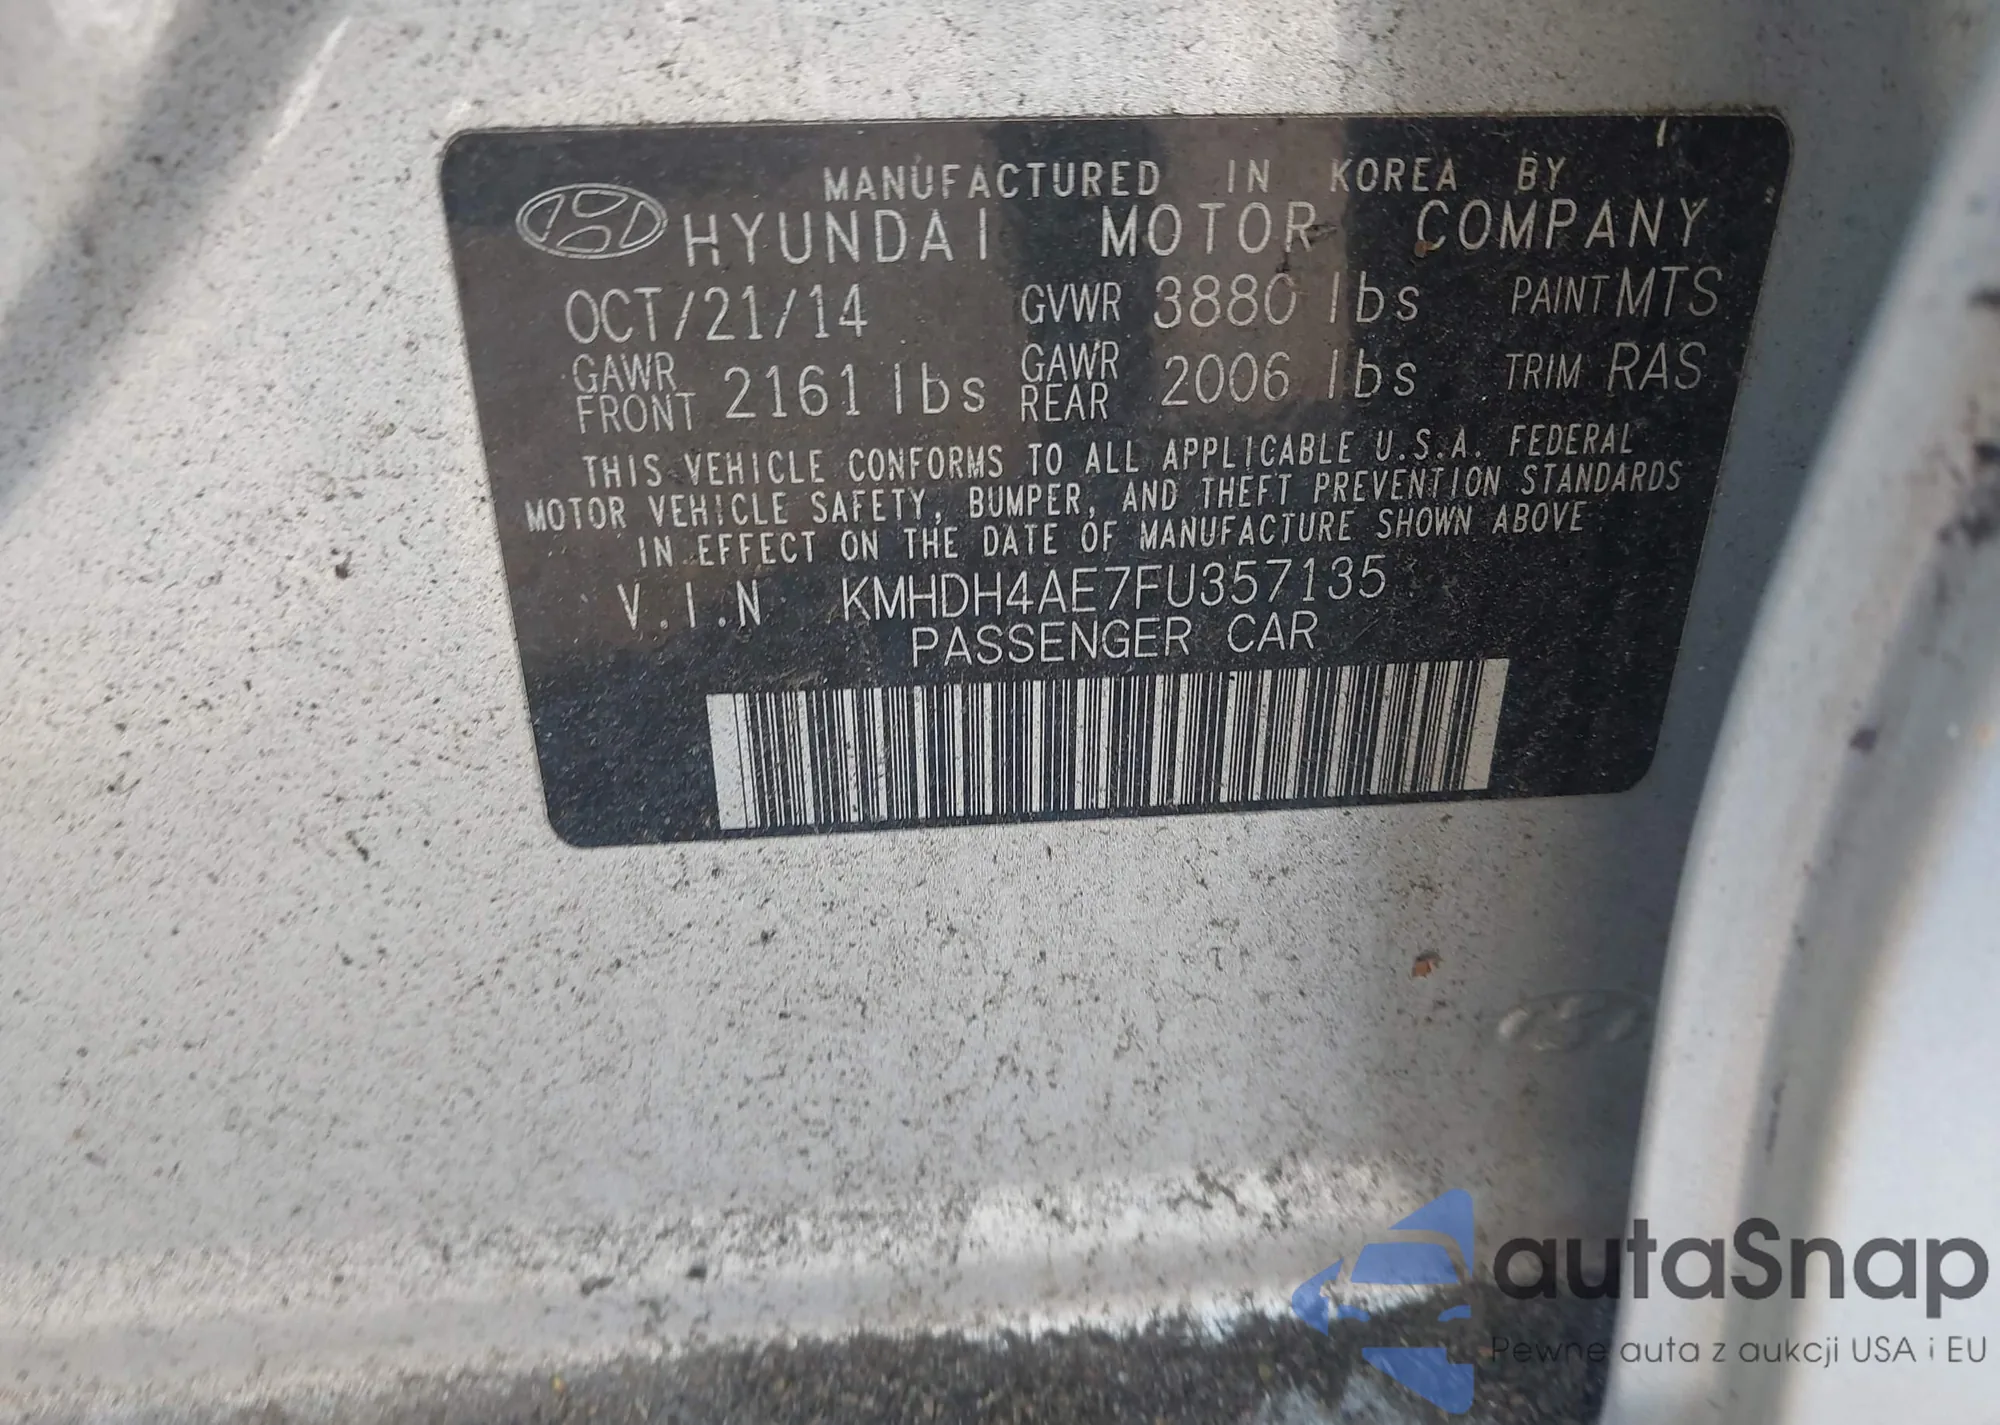 MANUFACTURED IN KOREA BY
HYUNDAI MOTOR COMPANY
OCT/21/14 GVWR 3880 lbs PAINT MTS
GAWR FRONT 2161 lbs GAWR REAR 2006 lbs TRIM RAS
THIS VEHICLE CONFORMS TO ALL APPLICABLE U.S.A. FEDERAL
MOTOR VEHICLE SAFETY, BUMPER, AND THEFT PREVENTION STANDARDS
IN EFFECT ON THE DATE OF MANUFACTURE SHOWN ABOVE
V.I.N KMHDH4AE7FU357135
PASSENGER CAR
autaSnap
Pewne auta z aukcji USA i EU